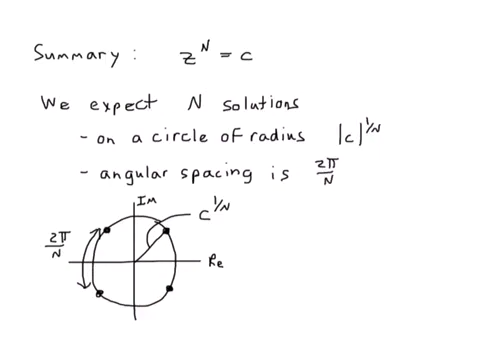 Summary : z^N = c
We expect N solutions
- on a circle of radius |c|^1/N
- angular spacing is 2π/N
Im
c^1/N
2π/N
Re